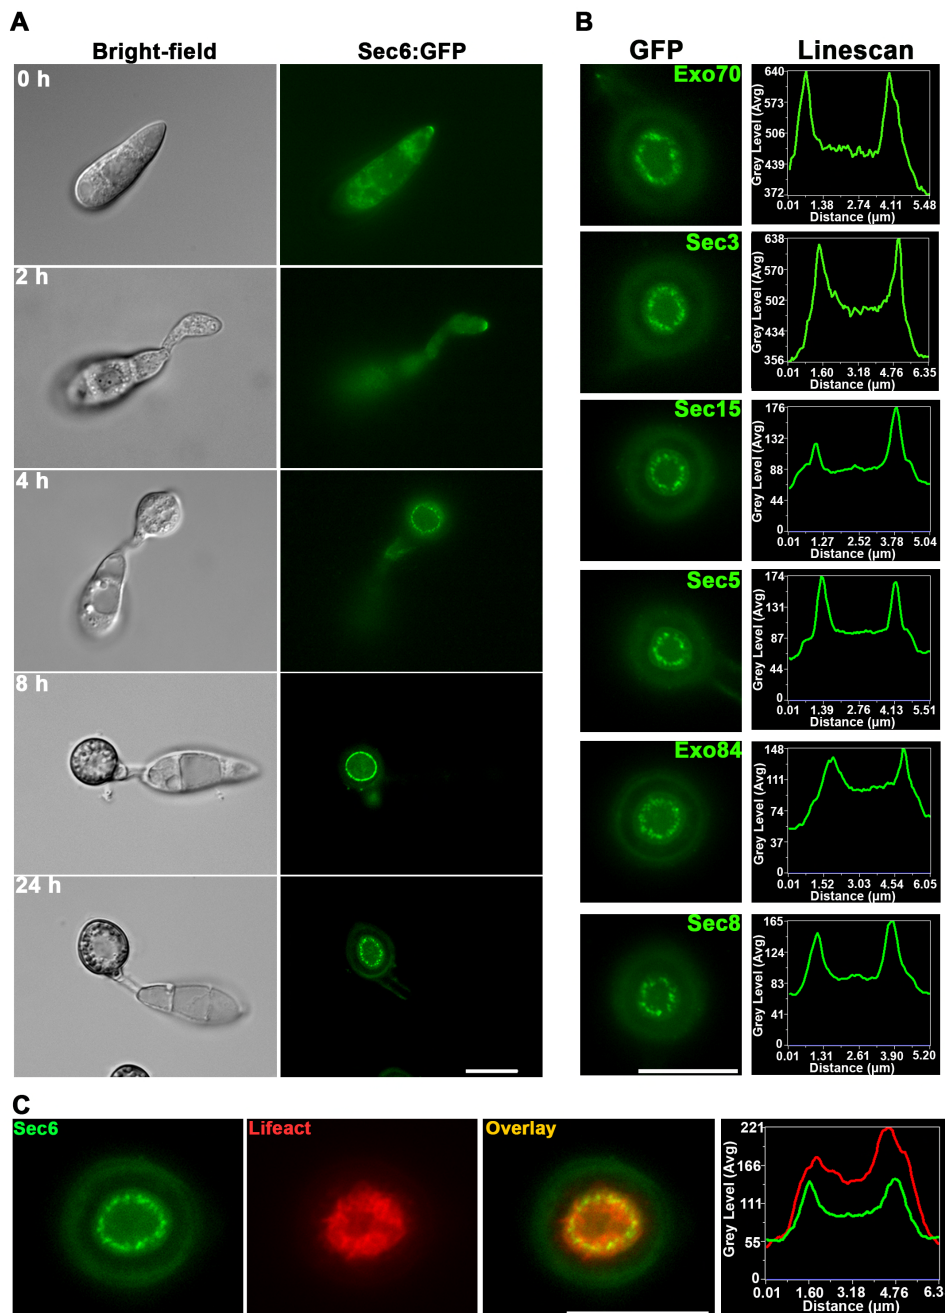 A
Bright-field
Sec6:GFP
0 h
2 h
4 h
8 h
24 h
B
GFP
Linescan
Exo70
Grey Level (Avg)
640
573
506
439
372
0.01 1.38 2.74 4.11 5.48
Distance (µm)
Sec3
Grey Level (Avg)
638
570
502
434
356
0.01 1.60 3.18 4.76 6.35
Distance (µm)
Sec15
Grey Level (Avg)
176
132
88
44
0
0.01 1.27 2.52 3.78 5.04
Distance (µm)
Sec5
Grey Level (Avg)
174
131
87
44
0
0.01 1.39 2.76 4.13 5.51
Distance (µm)
Exo84
Grey Level (Avg)
148
111
74
37
0
0.01 1.52 3.03 4.54 6.05
Distance (µm)
Sec8
Grey Level (Avg)
165
124
83
41
0
0.01 1.31 2.61 3.90 5.20
Distance (µm)
C
Sec6
Lifeact
Overlay
Grey Level (Avg)
221
166
111
55
0
0.01 1.60 3.18 4.76 6.3
Distance (µm)